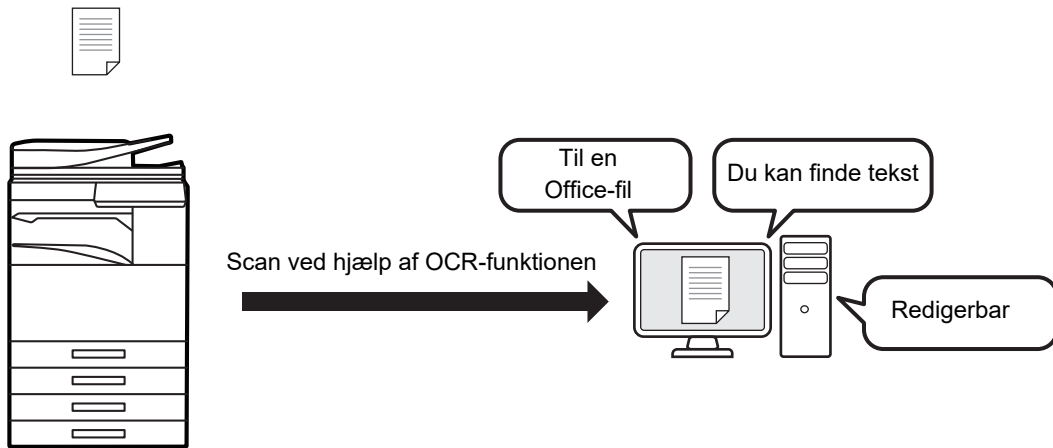 Til en
Office-fil
Du kan finde tekst
Scan ved hjælp af OCR-funktionen
Redigerbar